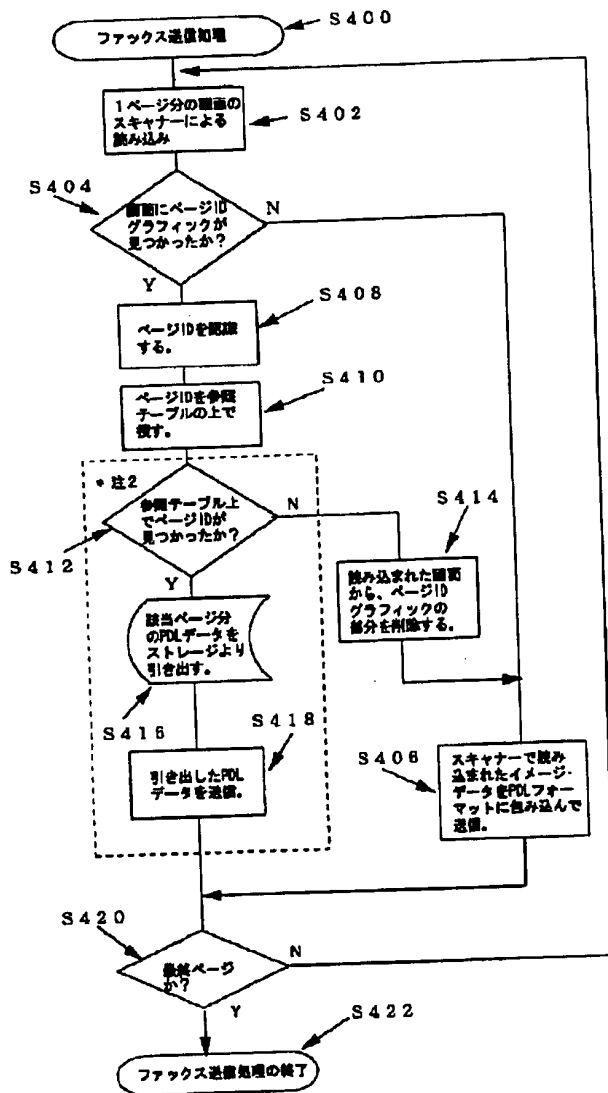 S400
ファックス送信処理
1ページ分の画面の
スキャナーによる
読み込み
S402
S404
画面にページID
グラフィックが
見つかったか？
N
Y
S408
ページIDを認識
する。
S410
ページIDを参照
テーブルの上で
捜す。
* 注2
参照テーブル上
でページIDが
見つかったか？
N
S412
Y
S414
読み込まれた画面
から、ページID
グラフィックの
部分を削除する。
該当ページ分
のPDLデータを
ストレージより
引き出す。
S416
S418
引き出したPDL
データを送信。
S406
スキャナーで読み
込まれたイメージ・
データをPDLフォー
マットに包み込んで
送信。
S420
最終ページ
か？
N
Y
S422
ファックス送信処理の終了